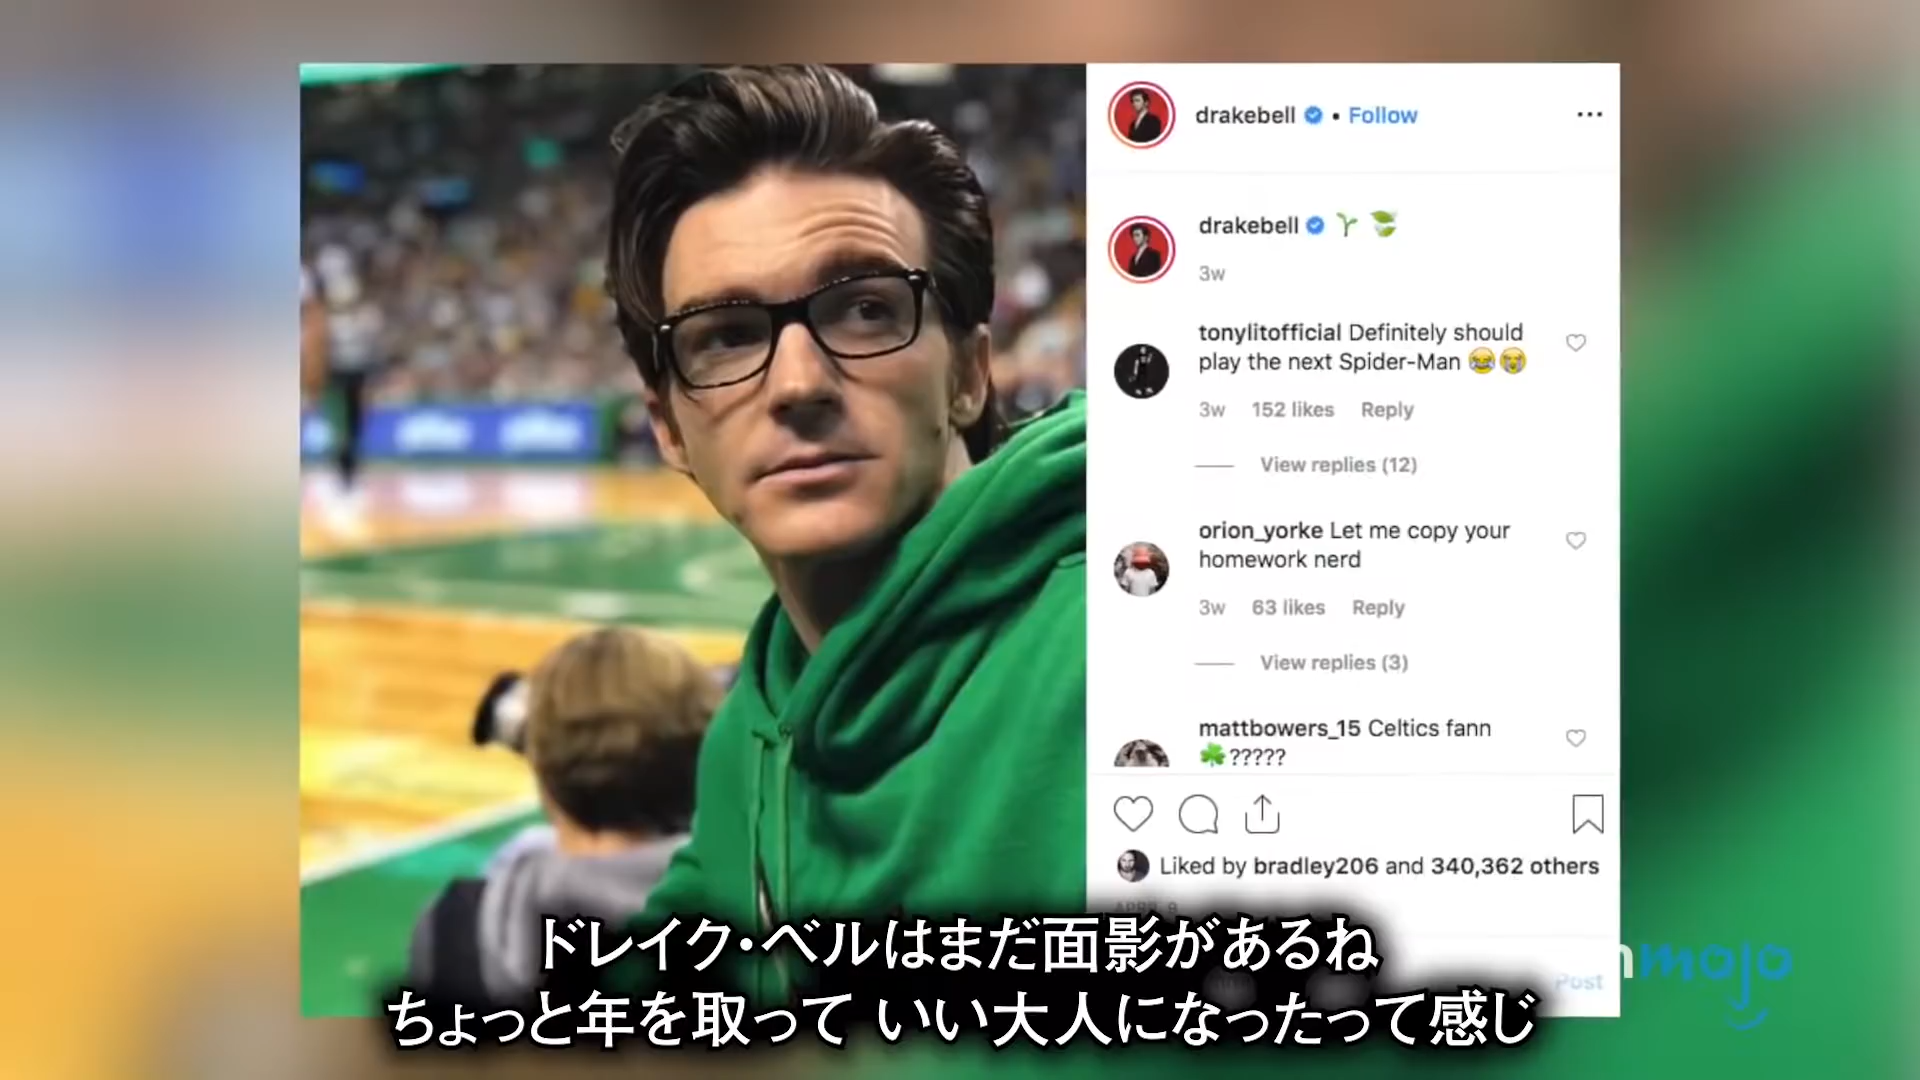 drakebell • Follow
drakebell 🌱 🍃
3w
tonylitofficial Definitely should
play the next Spider-Man 😂😭
3w 152 likes Reply
View replies (12)
orion_yorke Let me copy your
homework nerd
3w 63 likes Reply
View replies (3)
mattbowers_15 Celtics fann
☘️?????
Liked by bradley206 and 340,362 others
Post
mojo
ドレイク・ベルはまだ面影があるね
ちょっと年を取って いい大人になったって感じ